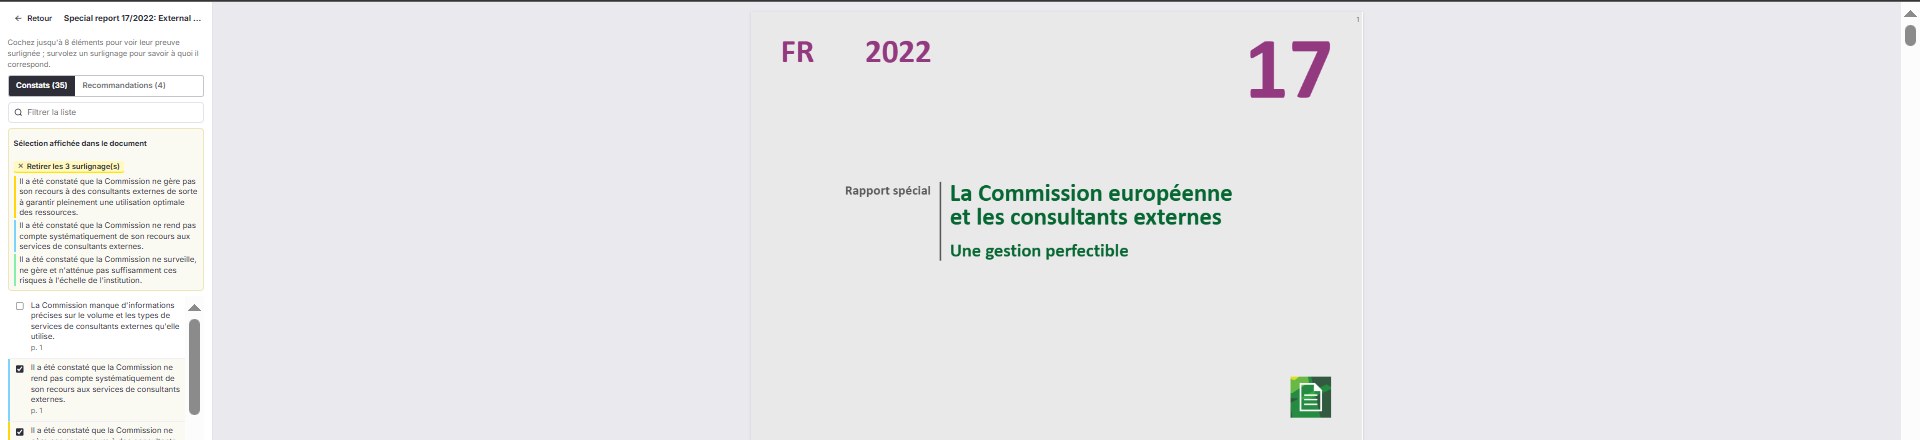 Retour Special report 17/2022: External ...
Cochez jusqu'à 8 éléments pour voir leur preuve
surlignée ; survolez un surlignage pour savoir à quoi il
correspond.
Constats (35) Recommandations (4)
Filtrer la liste
Sélection affichée dans le document
× Retirer les 3 surlignage(s)
Il a été constaté que la Commission ne gère pas
son recours à des consultants externes de sorte
à garantir pleinement une utilisation optimale
des ressources.
Il a été constaté que la Commission ne rend pas
compte systématiquement de son recours aux
services de consultants externes.
Il a été constaté que la Commission ne surveille,
ne gère et n'atténue pas suffisamment ces
risques à l'échelle de l'institution.
La Commission manque d'informations
précises sur le volume et les types de
services de consultants externes qu'elle
utilise.
p. 1
Il a été constaté que la Commission ne
rend pas compte systématiquement de
son recours aux services de consultants
externes.
p. 1
Il a été constaté que la Commission ne
1
FR 2022 17
Rapport spécial
La Commission européenne
et les consultants externes
Une gestion perfectible